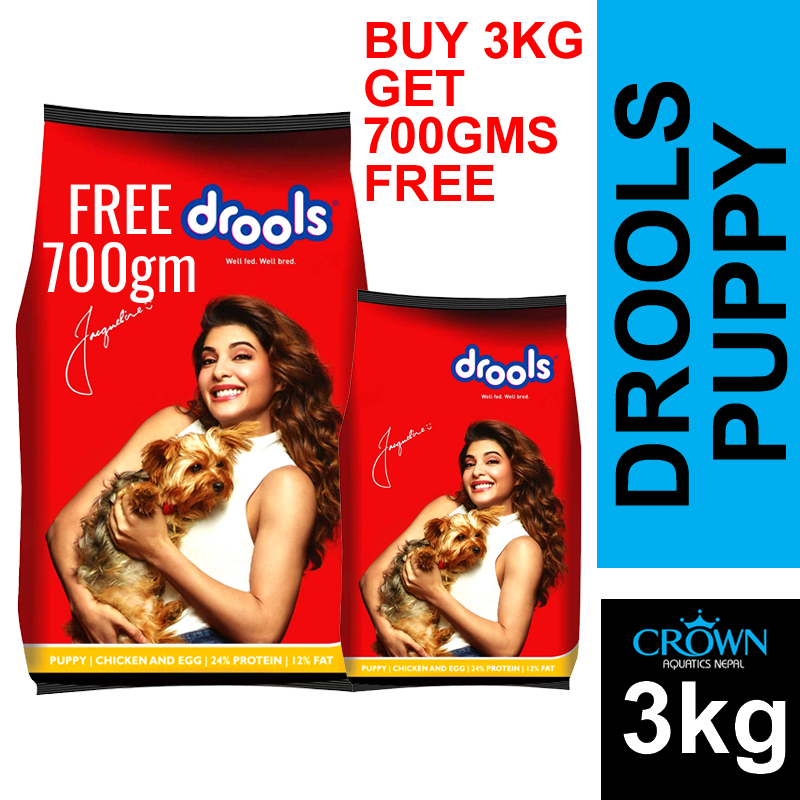 BUY 3KG
GET
700GMS
FREE
FREE
700gm
drools
Well fed. Well bred.
Jacqueline
PUPPY | CHICKEN AND EGG | 24% PROTEIN | 12% FAT
drools
Well fed. Well bred.
Jacqueline
PUPPY | CHICKEN AND EGG | 24% PROTEIN | 12% FAT
DROOLS
PUPPY
CROWN
AQUATICS NEPAL
3kg